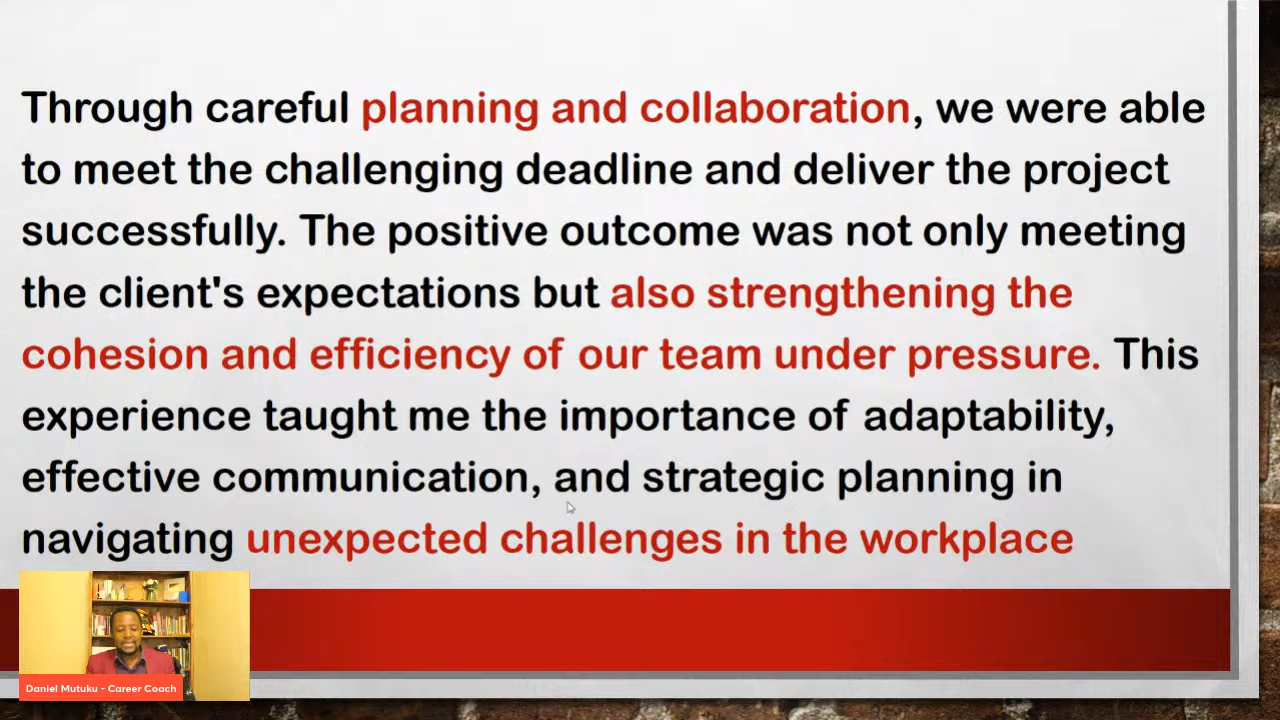 Through careful planning and collaboration, we were able
to meet the challenging deadline and deliver the project
successfully. The positive outcome was not only meeting
the client's expectations but also strengthening the
cohesion and efficiency of our team under pressure. This
experience taught me the importance of adaptability,
effective communication, and strategic planning in
navigating unexpected challenges in the workplace
Daniel Mutuku - Career Coach